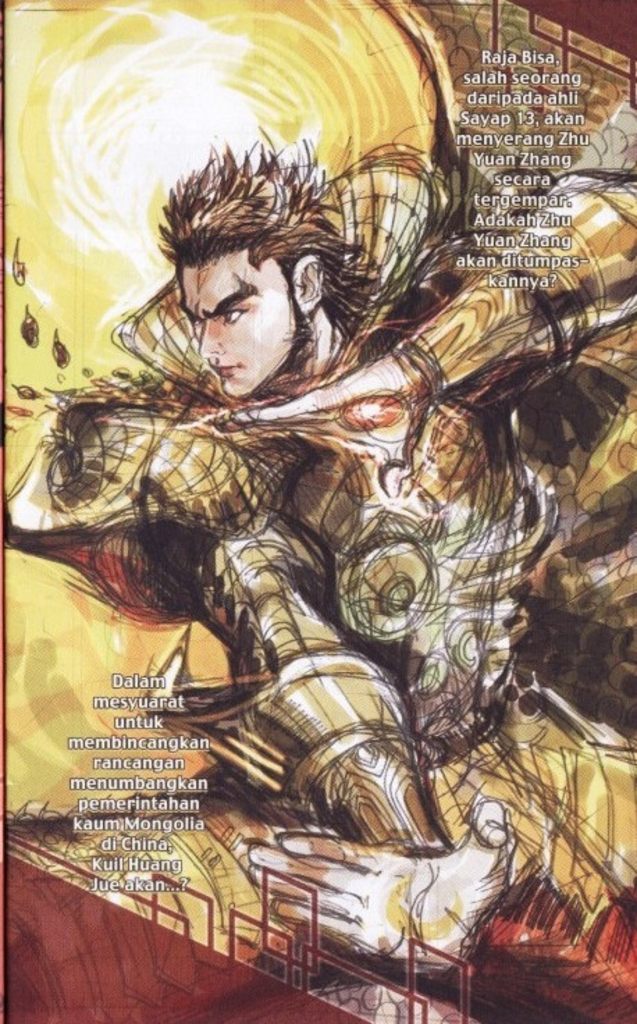 Raja Bisa,
salah seorang
daripada ahli
Sayap 13, akan
menyerang Zhu
Yuan Zhang
secara
tergempar.
Adakah Zhu
Yuan Zhang
akan ditumpas-
kannya?
Dalam
mesyuarat
untuk
membincangkan
rancangan
menumbangkan
pemerintahan
kaum Mongolia
di China,
Kuil Huang
Jue akan...?